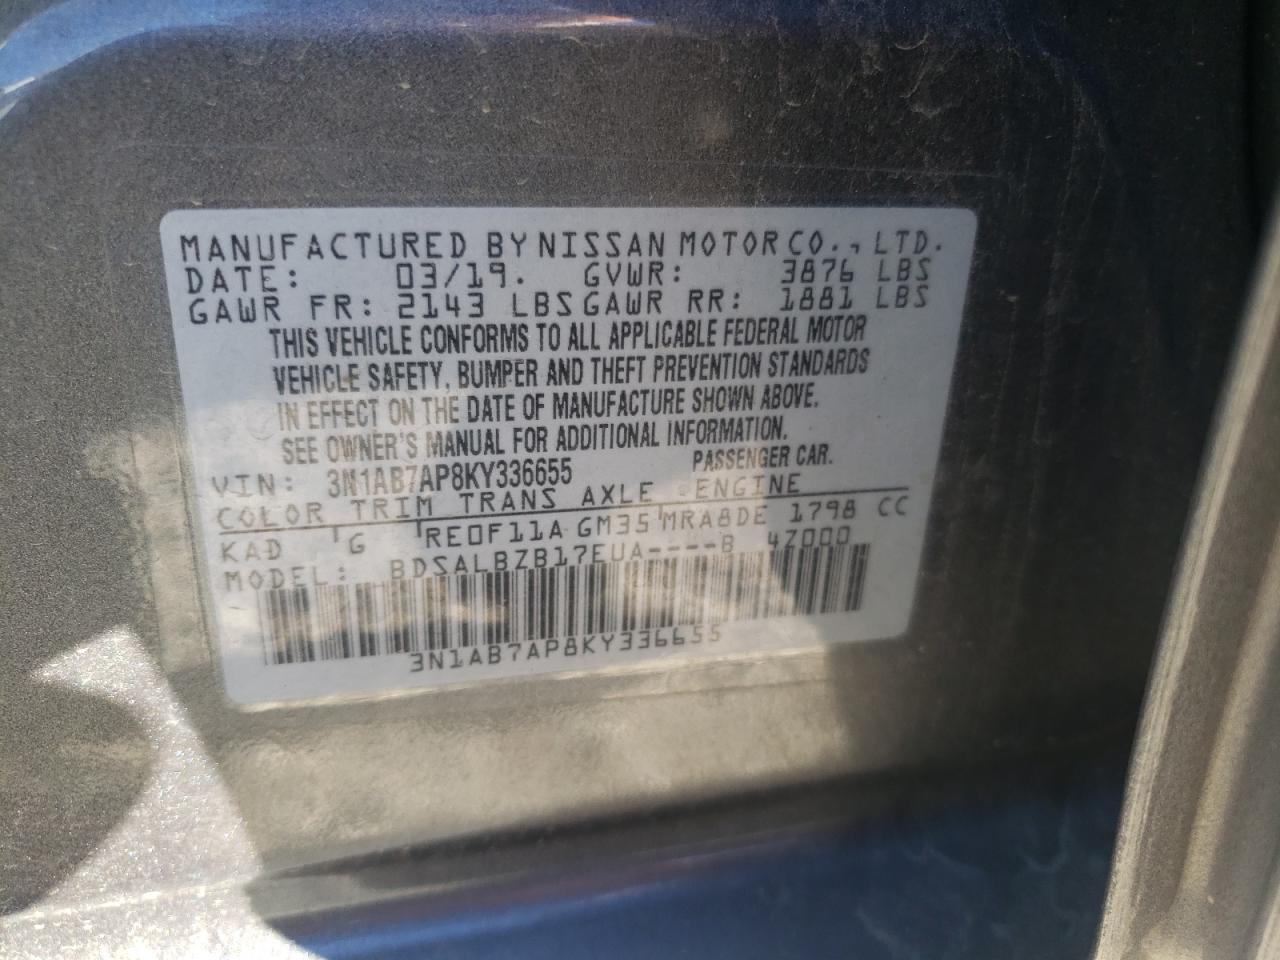 MANUFACTURED BY NISSAN MOTOR CO., LTD.
DATE: 03/19. GVWR: 3876 LBS
GAWR FR: 2143 LBS GAWR RR: 1881 LBS
THIS VEHICLE CONFORMS TO ALL APPLICABLE FEDERAL MOTOR
VEHICLE SAFETY, BUMPER AND THEFT PREVENTION STANDARDS
IN EFFECT ON THE DATE OF MANUFACTURE SHOWN ABOVE.
SEE OWNER'S MANUAL FOR ADDITIONAL INFORMATION.
VIN: 3N1AB7AP8KY336655 PASSENGER CAR.
COLOR TRIM TRANS AXLE ENGINE
KAD G RE0F11A GM35 MRA8DE 1798 CC
MODEL: BDSALBZB17EUA----B 4Z000
3N1AB7AP8KY336655